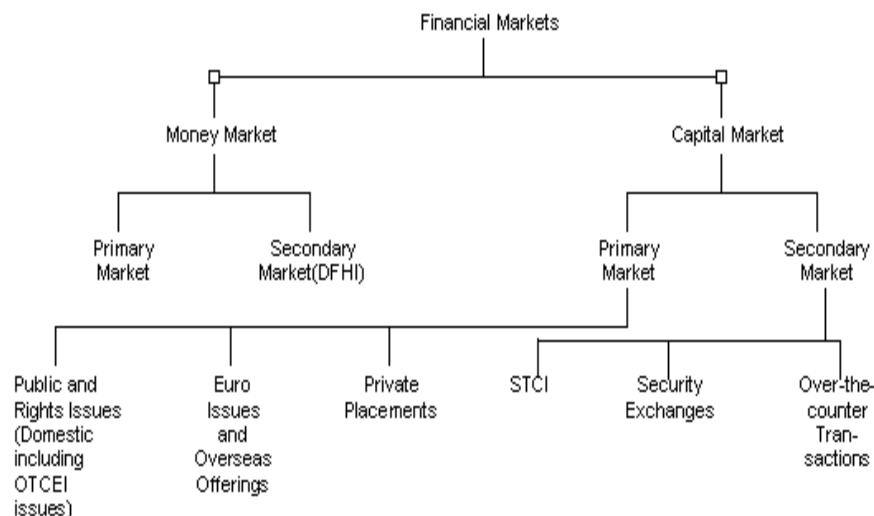 Financial Markets
Money Market
Capital Market
Primary
Market
Secondary
Market(DFHI)
Primary
Market
Secondary
Market
Public and
Rights Issues
(Domestic
including
OTCEI
issues)
Euro
Issues
and
Overseas
Offerings
Private
Placements
STCI
Security
Exchanges
Over-the-
counter
Tran-
sactions